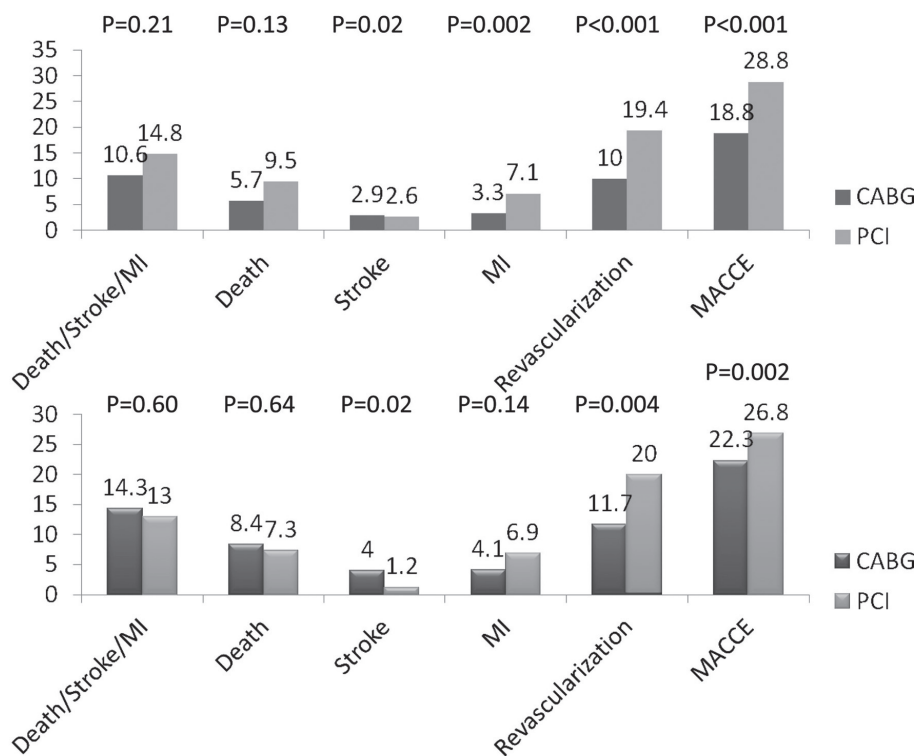 P=0.21 P=0.13 P=0.02 P=0.002 P<0.001 P<0.001
35
30
25
20
15
10
5
0
10.6 14.8 5.7 9.5 2.9 2.6 3.3 7.1 10 19.4 18.8 28.8
CABG
PCI
Death/Stroke/MI Death Stroke MI Revascularization MACCE
P=0.60 P=0.64 P=0.02 P=0.14 P=0.004 P=0.002
30
25
20
15
10
5
0
14.3 13 8.4 7.3 4 1.2 4.1 6.9 11.7 20 22.3 26.8
CABG
PCI
Death/Stroke/MI Death Stroke MI Revascularization MACCE